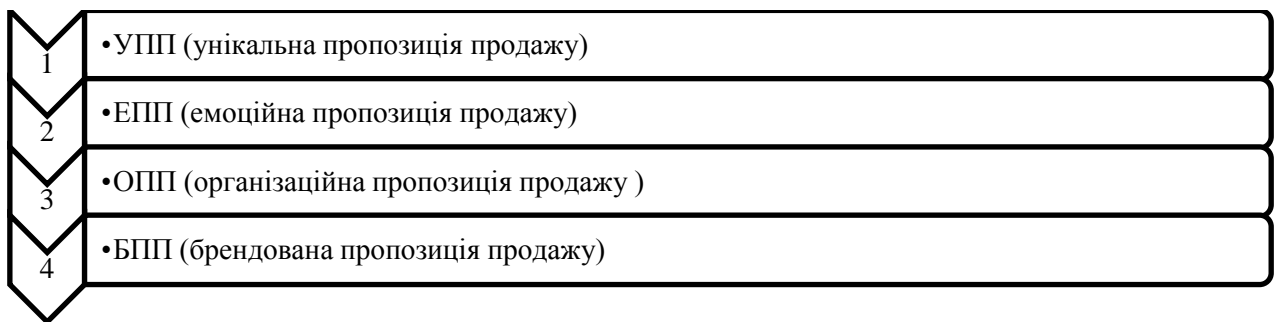 1
•УПП (унікальна пропозиція продажу)
2
•ЕПП (емоційна пропозиція продажу)
3
•ОПП (організаційна пропозиція продажу )
4
•БПП (брендована пропозиція продажу)